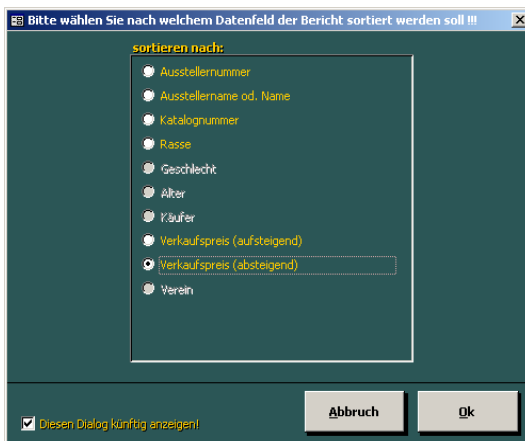 Bitte wählen Sie nach welchem Datenfeld der Bericht sortiert werden soll !!!
sortieren nach:
Ausstellernummer
Ausstellername od. Name
Katalognummer
Rasse
Geschlecht
Alter
Käufer
Verkaufspreis (aufsteigend)
Verkaufspreis (absteigend)
Verein
Diesen Dialog künftig anzeigen!
Abbruch
Ok